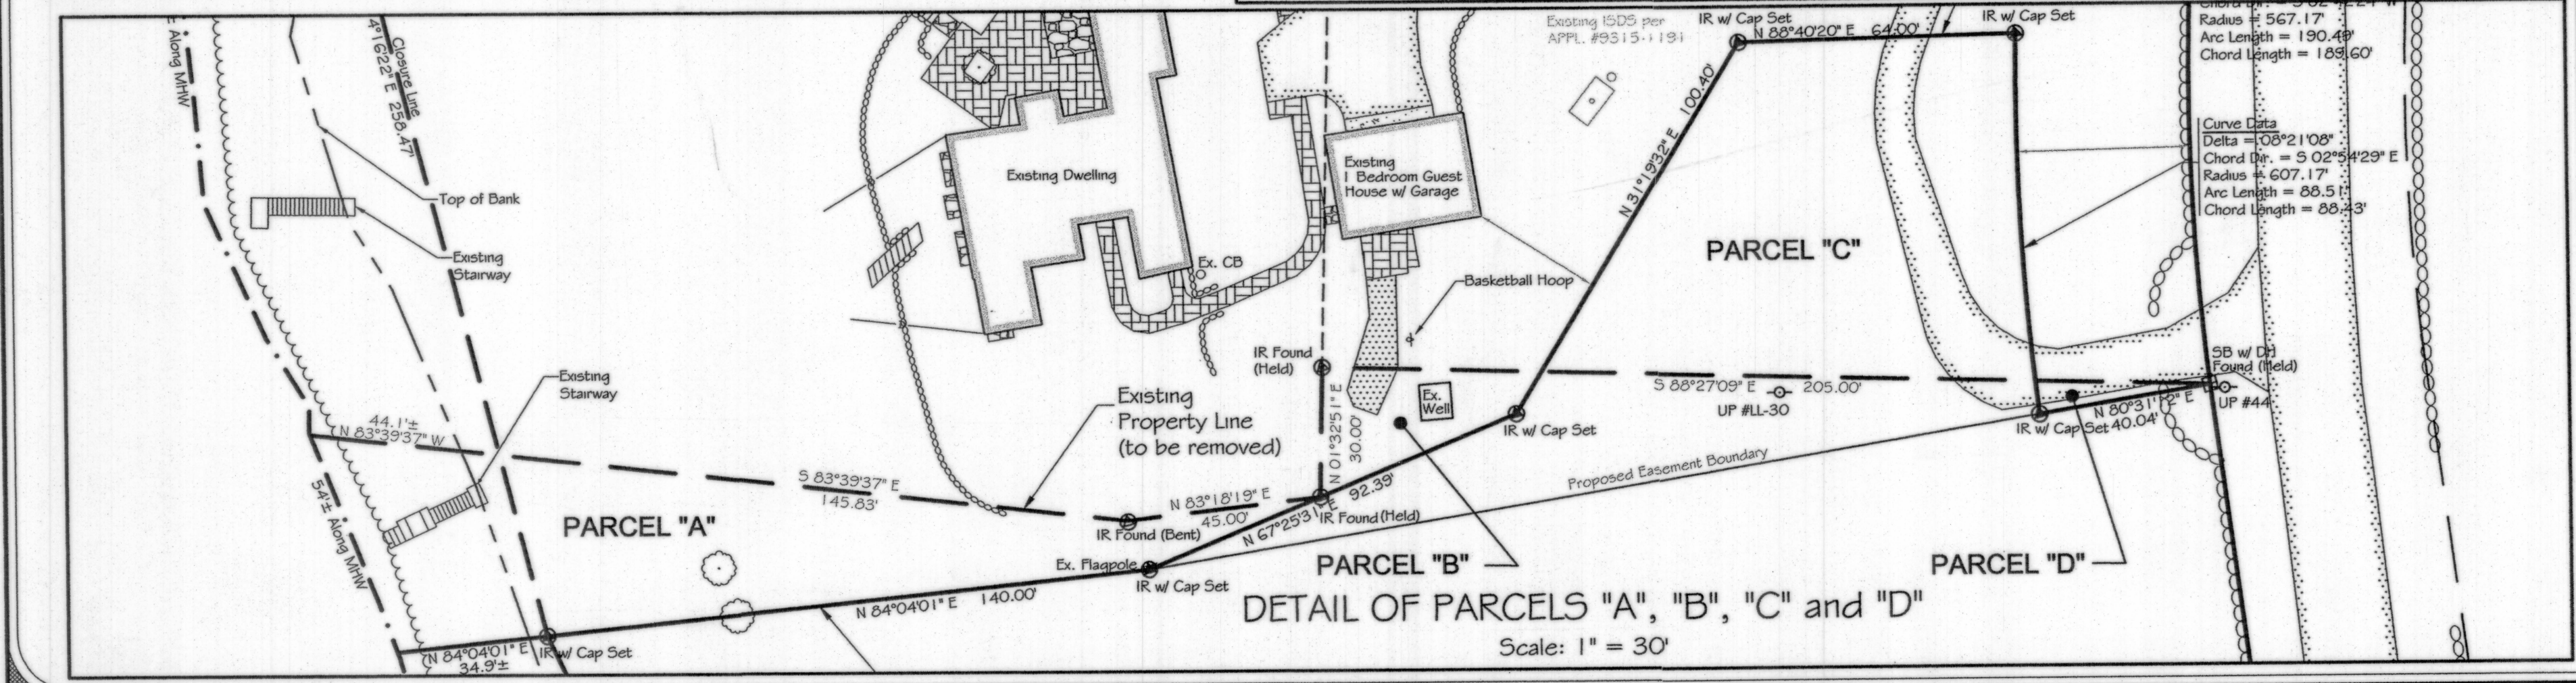 ± Along MHW
4°16'22" E 258.47'
Closure Line
Top of Bank
Existing
Stairway
Existing
Stairway
44.1'±
N 83°39'37" W
54'± Along MHW
PARCEL "A"
S 83°39'37" E
145.83'
N 84°04'01" E
34.9'±
IR w/ Cap Set
N 84°04'01" E 140.00'
Existing Dwelling
Ex. CB
Existing
Property Line
(to be removed)
IR Found
(Held)
N 83°18'19" E
45.00'
IR Found (Bent)
Ex. Flagpole
IR w/ Cap Set
N 01°32'51" E
30.00'
IR Found (Held)
N 67°25'31" E 92.39'
Existing ISDS per
APPL. #9315-1191
Existing
1 Bedroom Guest
House w/ Garage
Basketball Hoop
Ex.
Well
IR w/ Cap Set
N 31°19'32" E 100.40'
IR w/ Cap Set
N 88°40'20" E 64.00'
IR w/ Cap Set
PARCEL "C"
S 88°27'09" E 205.00'
UP #LL-30
Proposed Easement Boundary
PARCEL "B"
PARCEL "D"
IR w/ Cap Set
N 80°31'12" E
40.04'
SB w/ DH
Found (Held)
UP #44
Radius = 567.17'
Arc Length = 190.49'
Chord Length = 189.60'
Curve Data
Delta = 08°21'08"
Chord Dir. = S 02°54'29" E
Radius = 607.17'
Arc Length = 88.51'
Chord Length = 88.43'
DETAIL OF PARCELS "A", "B", "C" and "D"
Scale: 1" = 30'